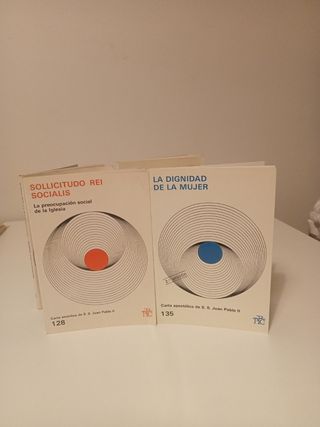 SOLLICITUDO REI
SOCIALIS
La preocupación social
de la Iglesia
Carta apostólica de S. S. Juan Pablo II
128
LA DIGNIDAD
DE LA MUJER
Carta apostólica de S. S. Juan Pablo II
135